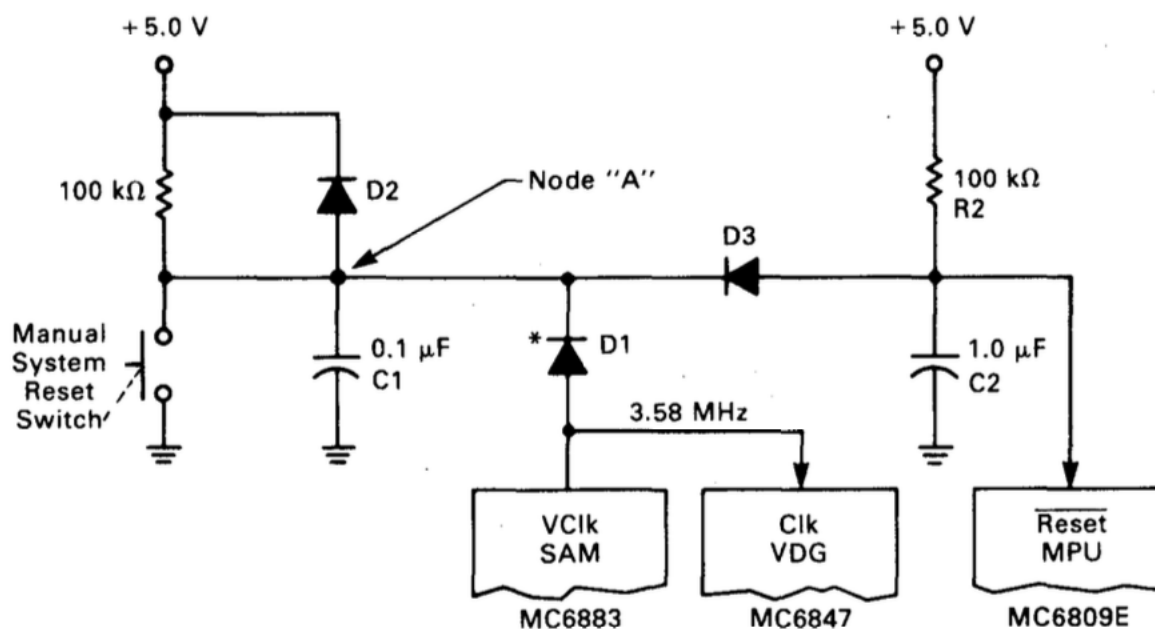 +5.0 V
+5.0 V
100 kΩ
D2
Node "A"
100 kΩ
R2
D3
Manual
System
Reset
Switch
0.1 µF
C1
* D1
1.0 µF
C2
3.58 MHz
VClk
SAM
Clk
VDG
Reset
MPU
MC6883
MC6847
MC6809E